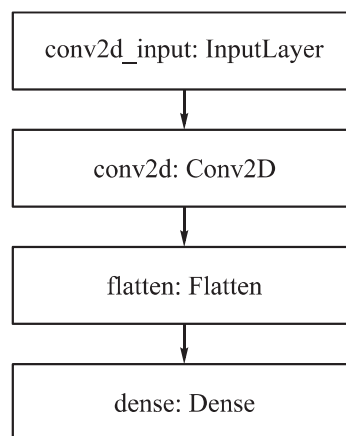 conv2d_input: InputLayer
conv2d: Conv2D
flatten: Flatten
dense: Dense